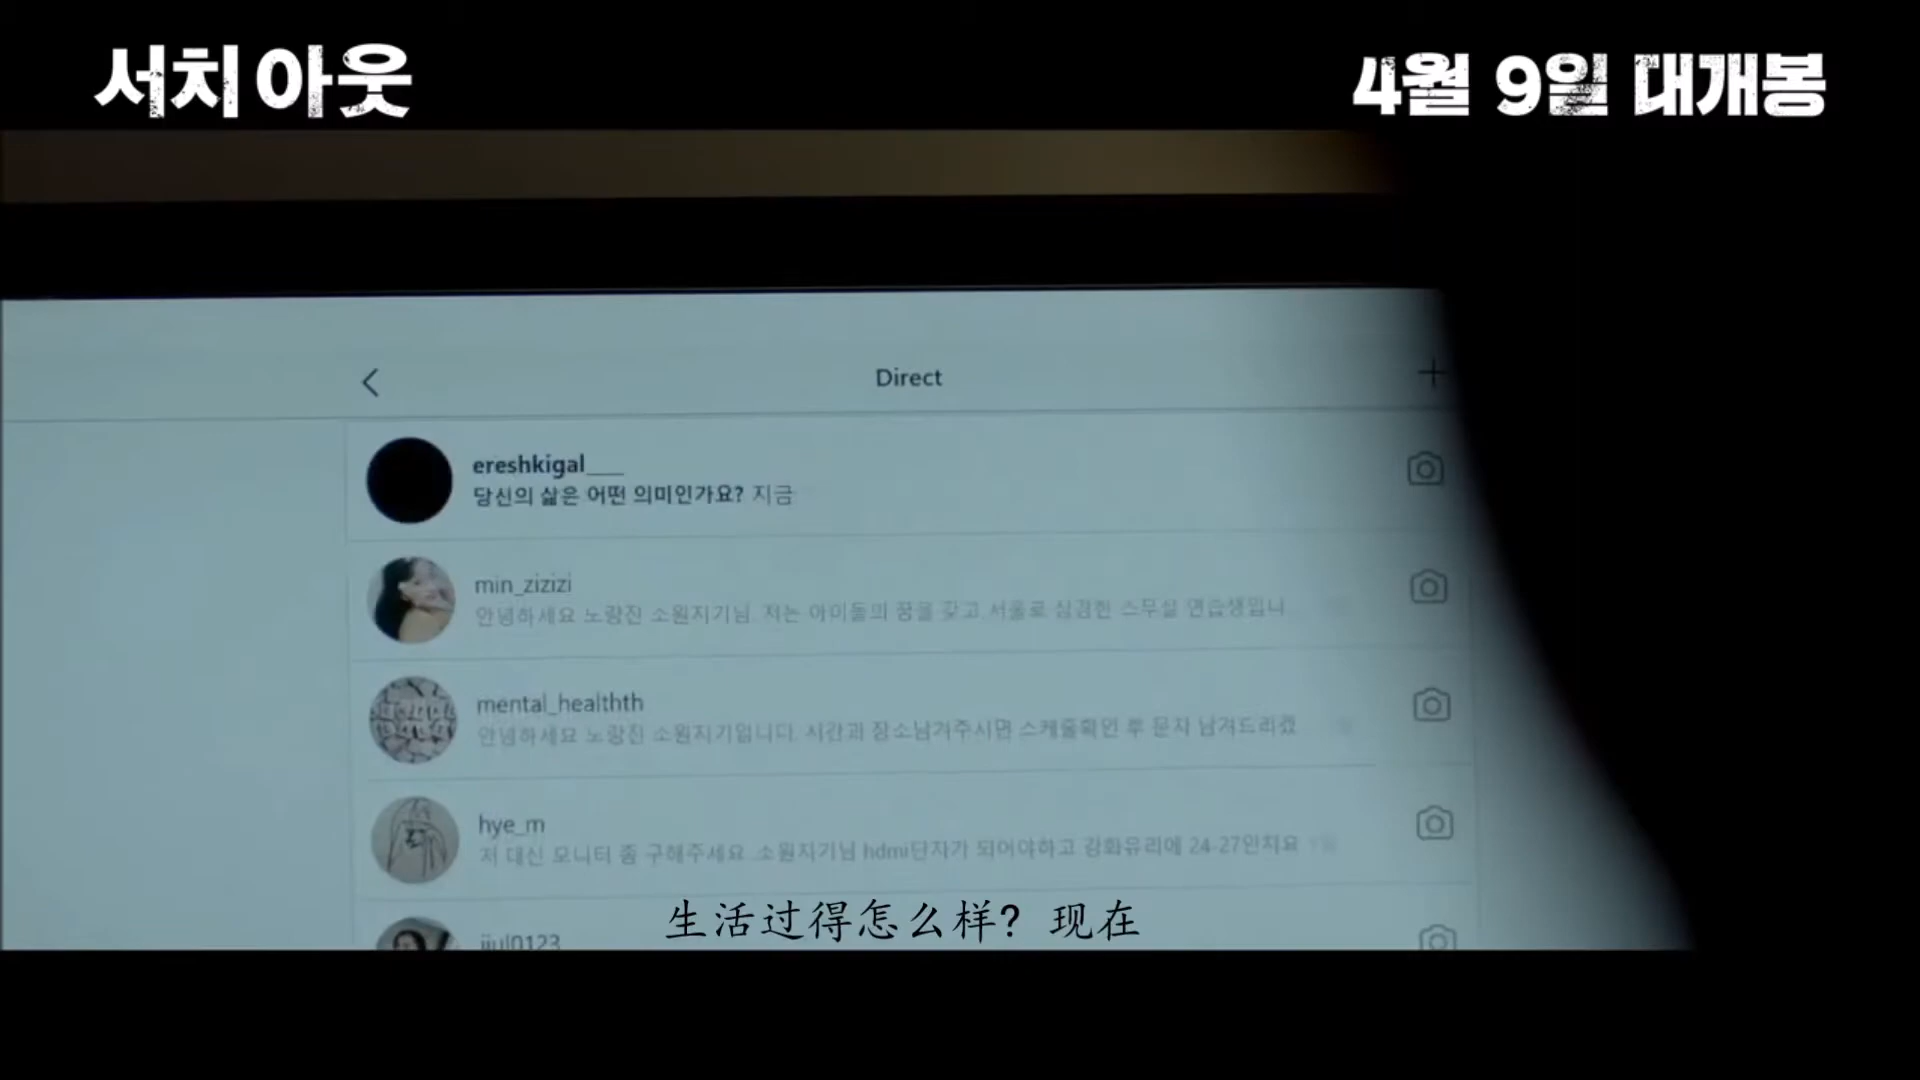 서치 아웃
4월 9일 대개봉
Direct
ereshkigal___
당신의 삶은 어떤 의미인가요? 지금
min_zizizi
안녕하세요 노량진 소원지기님. 저는 아이돌의 꿈을 갖고 서울로 상경한 스무살 연습생입니
mental_healthth
안녕하세요 노량진 소원지기입니다. 시간과 장소남겨주시면 스케줄확인 후 문자 남겨드리겠
hye_m
저 대신 모니터 좀 구해주세요. 소원지기님 hdmi단자가 되어야하고 강화유리에 24-27인치요
생活过得怎么样? 现在